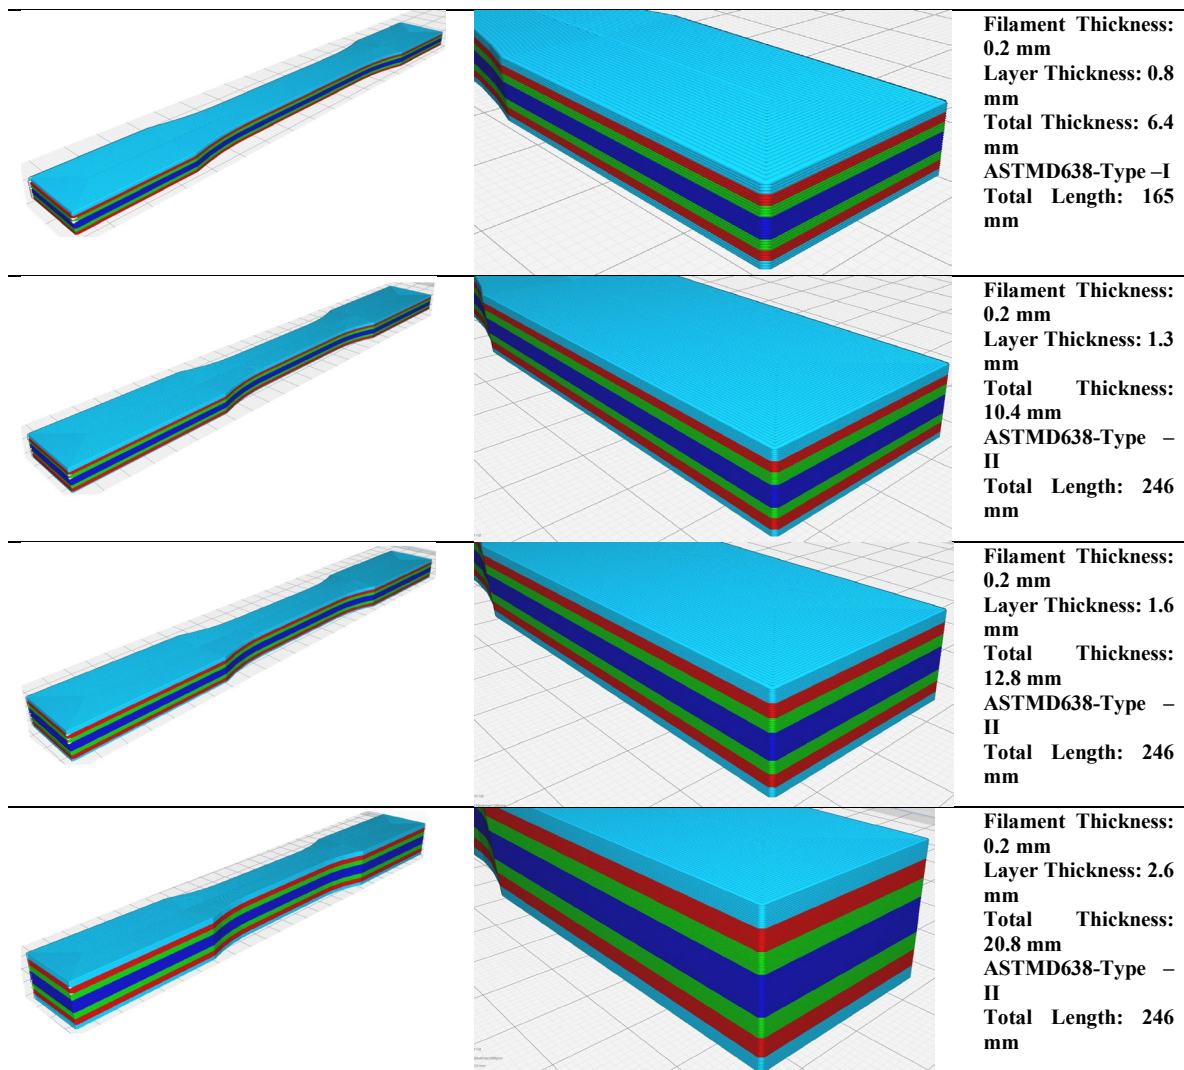 Filament Thickness:
0.2 mm
Layer Thickness: 0.8
mm
Total Thickness: 6.4
mm
ASTMD638-Type –I
Total Length: 165
mm
Filament Thickness:
0.2 mm
Layer Thickness: 1.3
mm
Total Thickness:
10.4 mm
ASTMD638-Type –
II
Total Length: 246
mm
Filament Thickness:
0.2 mm
Layer Thickness: 1.6
mm
Total Thickness:
12.8 mm
ASTMD638-Type –
II
Total Length: 246
mm
Filament Thickness:
0.2 mm
Layer Thickness: 2.6
mm
Total Thickness:
20.8 mm
ASTMD638-Type –
II
Total Length: 246
mm